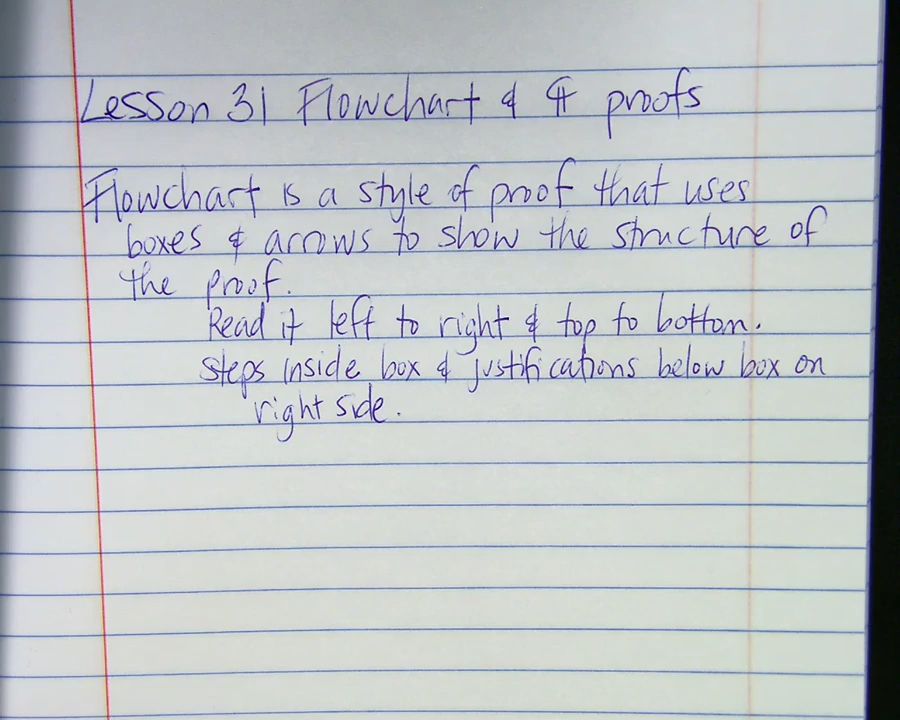 Lesson 31 Flowchart & ¶ proofs
Flowchart is a style of proof that uses
boxes & arrows to show the structure of
the proof.
Read it left to right & top to bottom.
Steps inside box & justifications below box on
right side.